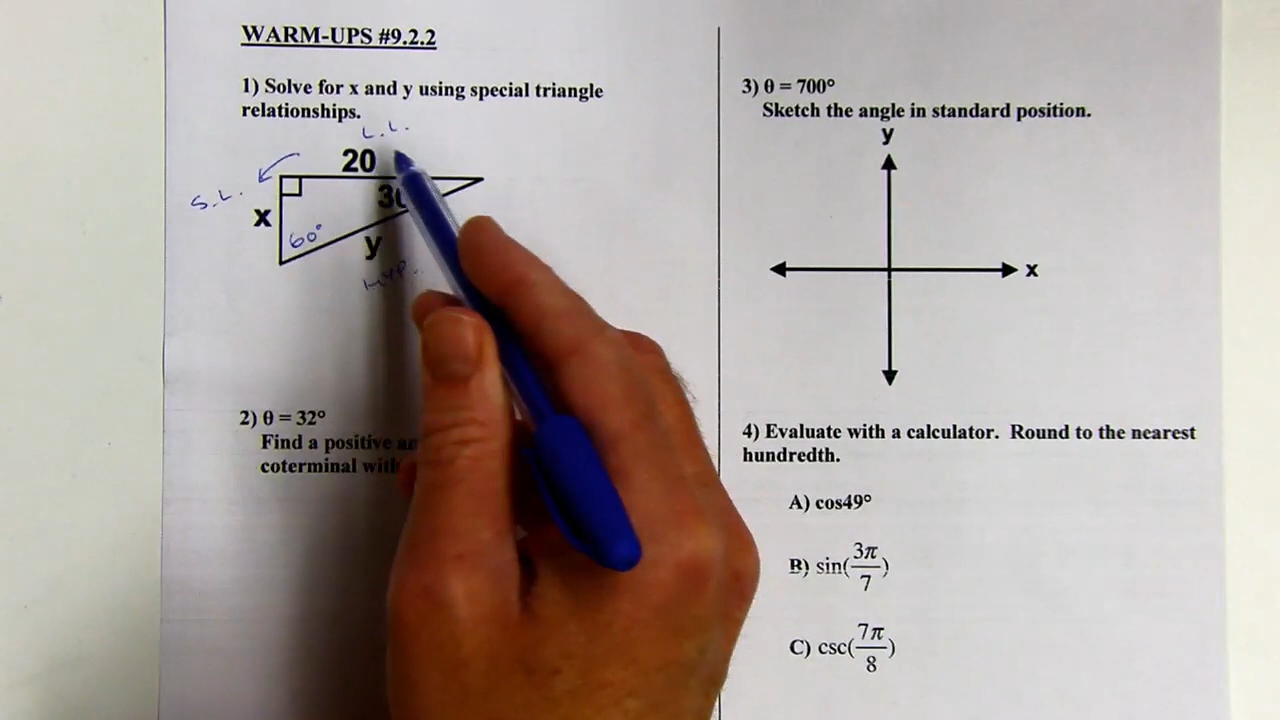 WARM-UPS #9.2.2
1) Solve for x and y using special triangle
relationships.
L.L.
20
S.L.
x
60°
y
HYP.
2) θ = 32°
Find a positive
coterminal with
3) θ = 700°
Sketch the angle in standard position.
y
x
4) Evaluate with a calculator. Round to the nearest
hundredth.
A) cos49°
B) sin(3π/7)
C) csc(7π/8)